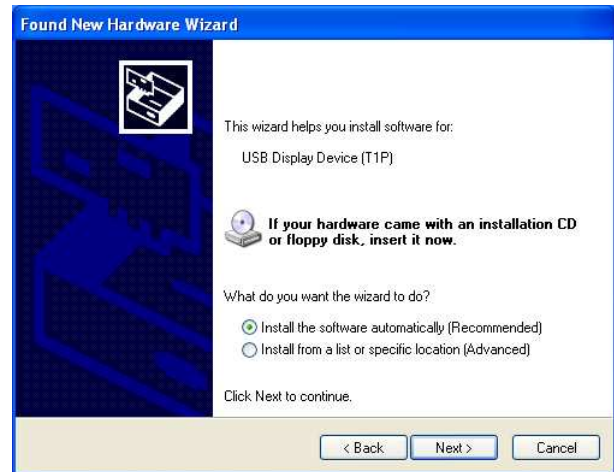 Found New Hardware Wizard
This wizard helps you install software for:
USB Display Device (T1P)
If your hardware came with an installation CD
or floppy disk, insert it now.
What do you want the wizard to do?
Install the software automatically (Recommended)
Install from a list or specific location (Advanced)
Click Next to continue.
< Back
Next >
Cancel